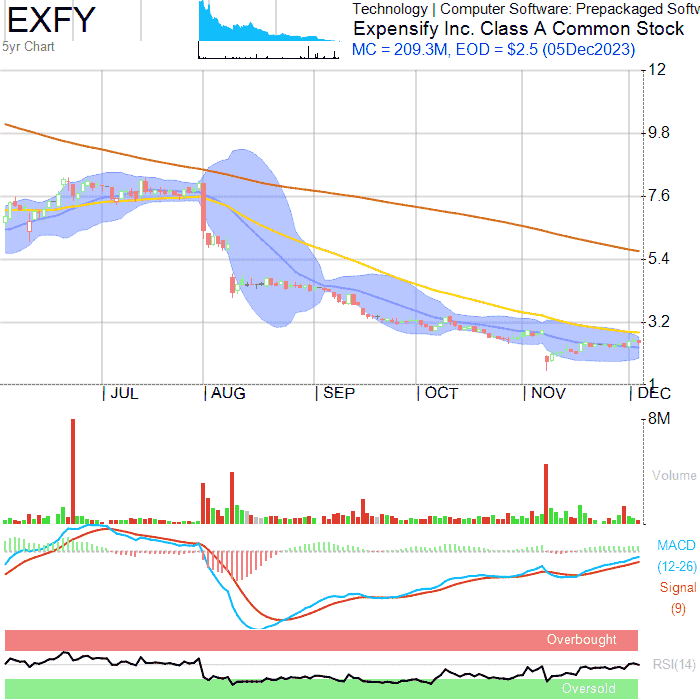 EXFY
5yr Chart
Technology | Computer Software: Prepackaged Softw
Expensify Inc. Class A Common Stock
MC = 209.3M, EOD = $2.5 (05Dec2023)
12
9.8
7.6
5.4
3.2
1
JUL AUG SEP OCT NOV DEC
8M
Volume
MACD
(12-26)
Signal
(9)
Overbought
RSI(14)
Oversold